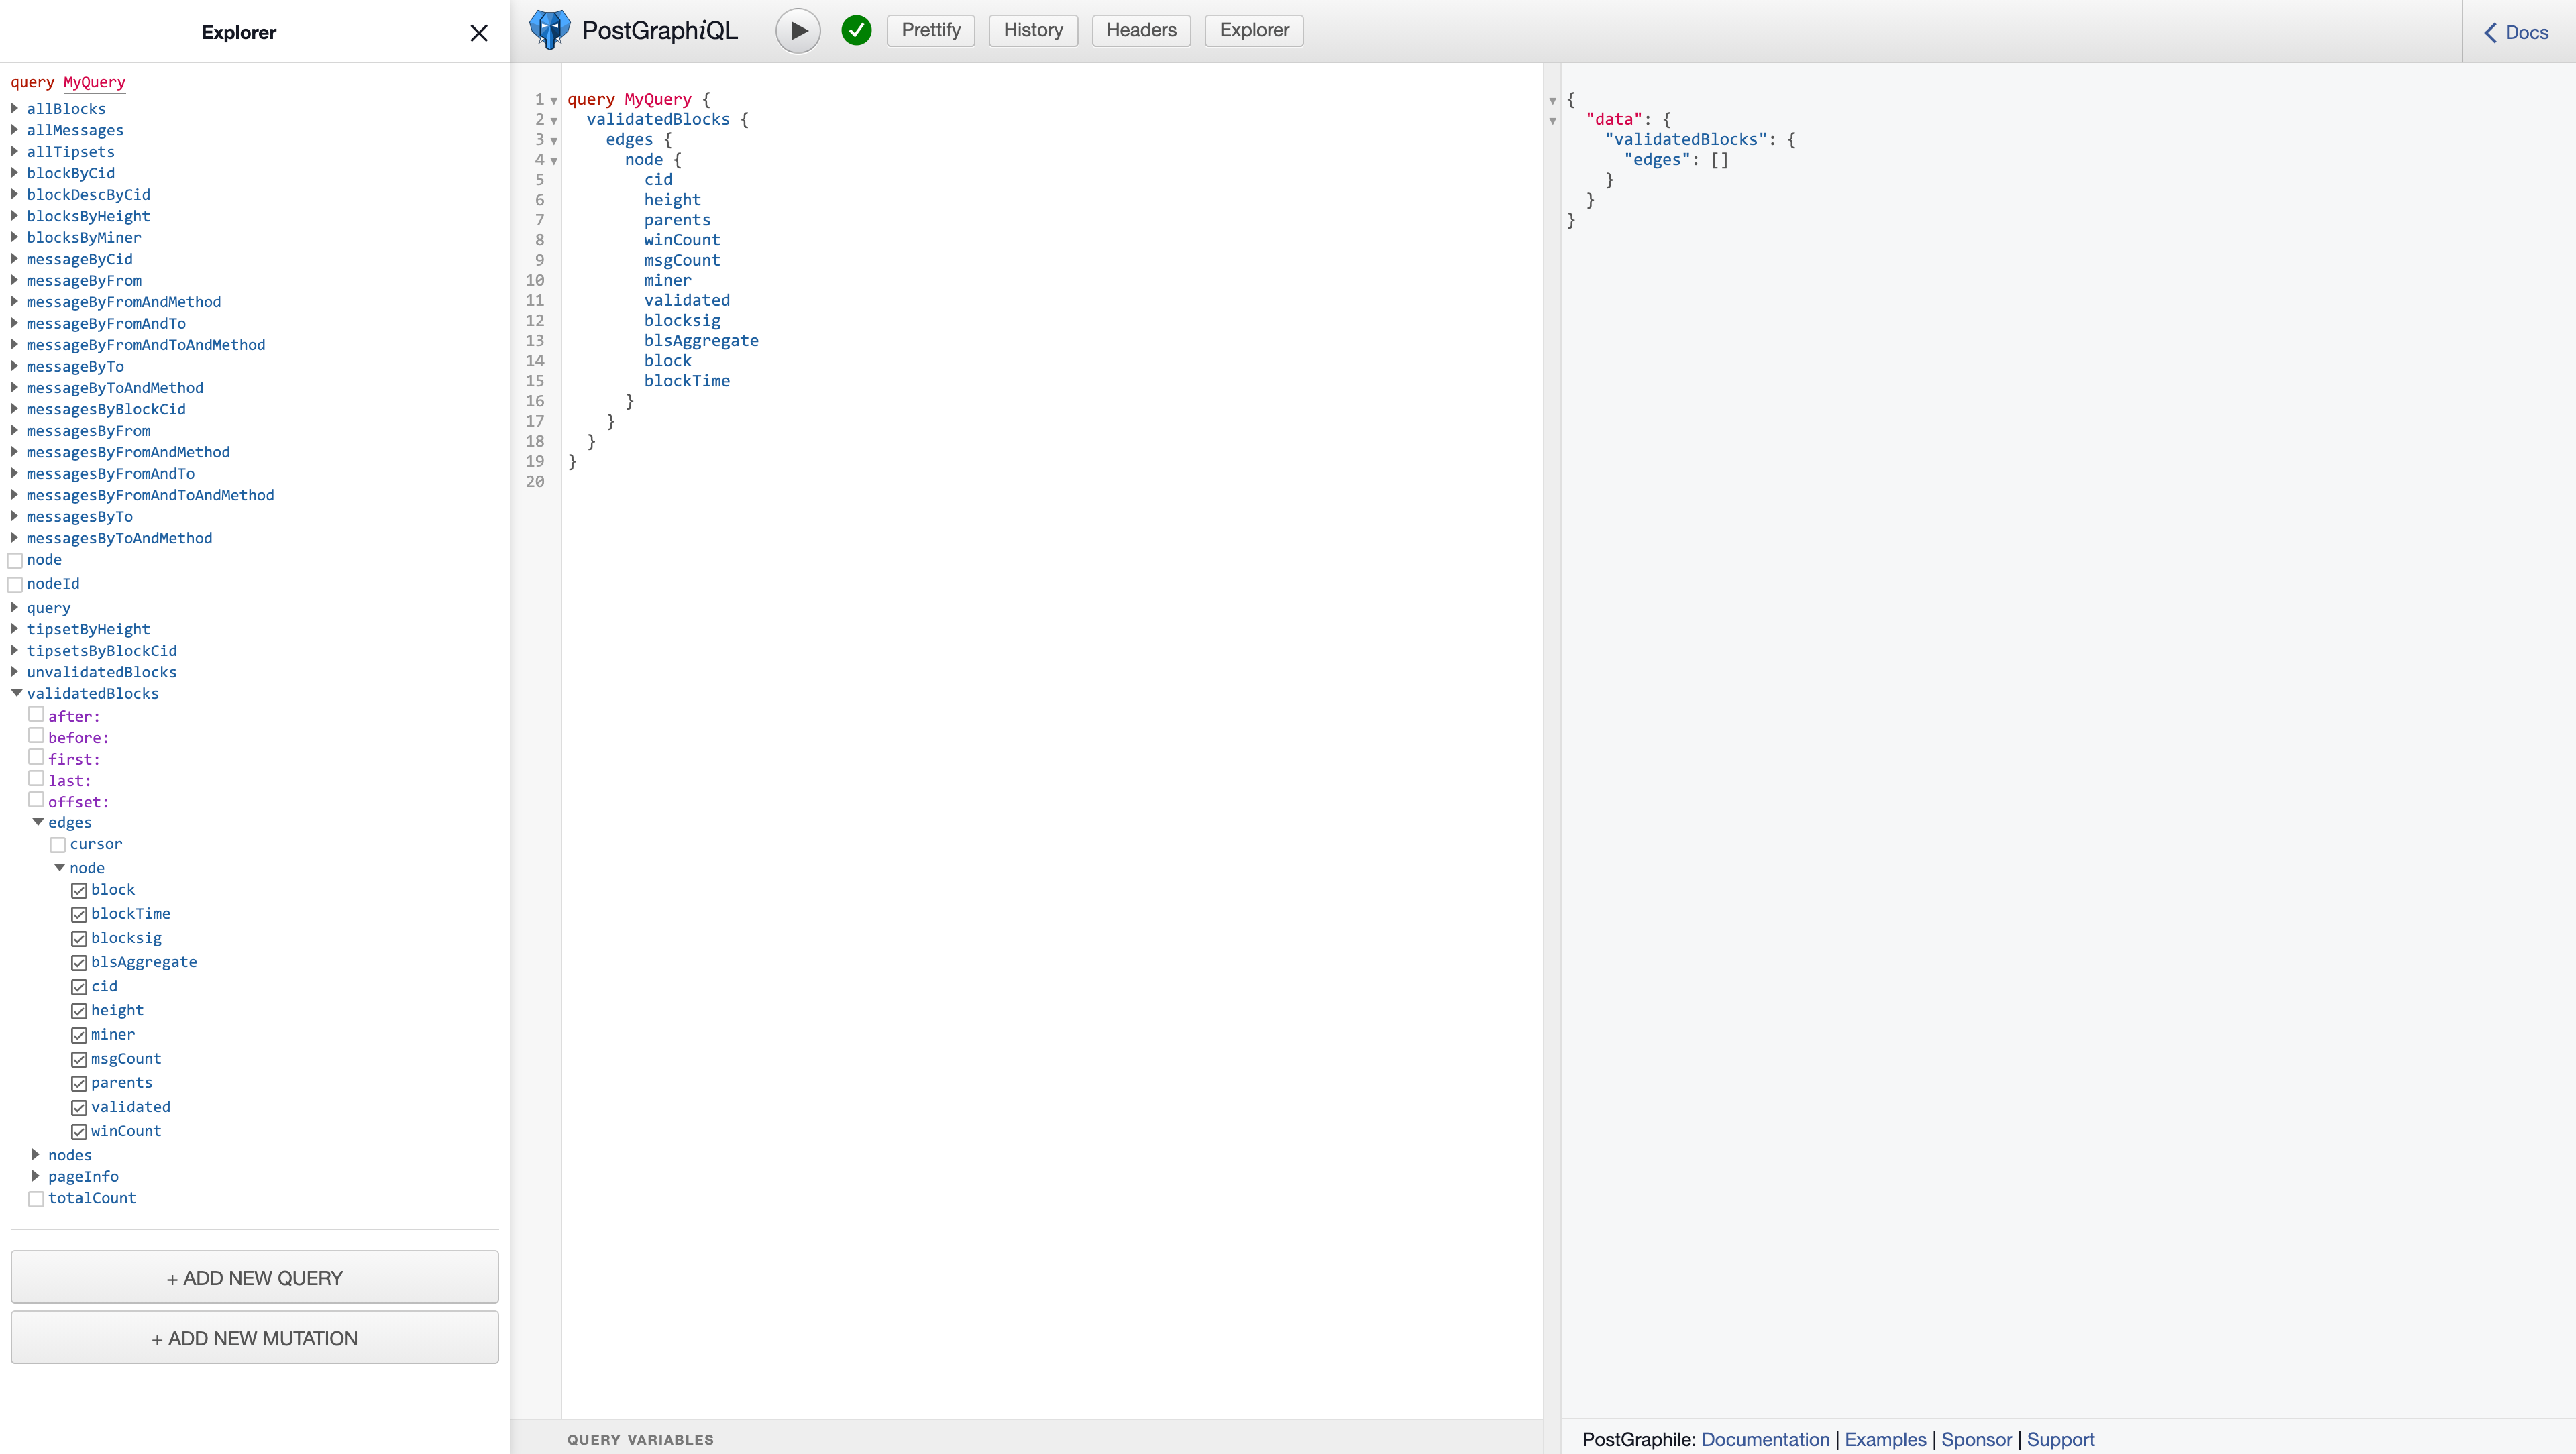 Explorer
query MyQuery
allBlocks
allMessages
allTipsets
blockByCid
blockDescByCid
blocksByHeight
blocksByMiner
messageByCid
messageByFrom
messageByFromAndMethod
messageByFromAndTo
messageByFromAndToAndMethod
messageByTo
messageByToAndMethod
messagesByBlockCid
messagesByFrom
messagesByFromAndMethod
messagesByFromAndTo
messagesByFromAndToAndMethod
messagesByTo
messagesByToAndMethod
node
nodeId
query
tipsetByHeight
tipsetsByBlockCid
unvalidatedBlocks
validatedBlocks
after:
before:
first:
last:
offset:
edges
cursor
node
block
blockTime
blocksig
blsAggregate
cid
height
miner
msgCount
parents
validated
winCount
nodes
pageInfo
totalCount
+ ADD NEW QUERY
+ ADD NEW MUTATION
PostGraphiQL Prettify History Headers Explorer Docs
1 query MyQuery {
2 validatedBlocks {
3 edges {
4 node {
5 cid
6 height
7 parents
8 winCount
9 msgCount
10 miner
11 validated
12 blocksig
13 blsAggregate
14 block
15 blockTime
16 }
17 }
18 }
19 }
20
QUERY VARIABLES
{
"data": {
"validatedBlocks": {
"edges": []
}
}
}
PostGraphile: Documentation | Examples | Sponsor | Support